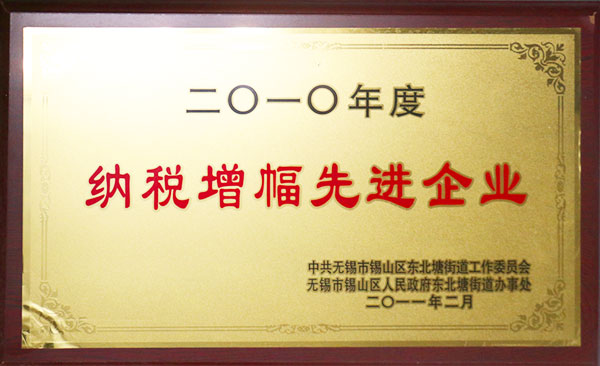 二〇一〇年度
纳税增幅先进企业
中共无锡市锡山区东北塘街道工作委员会
无锡市锡山区人民政府东北塘街道办事处
二〇一一年二月